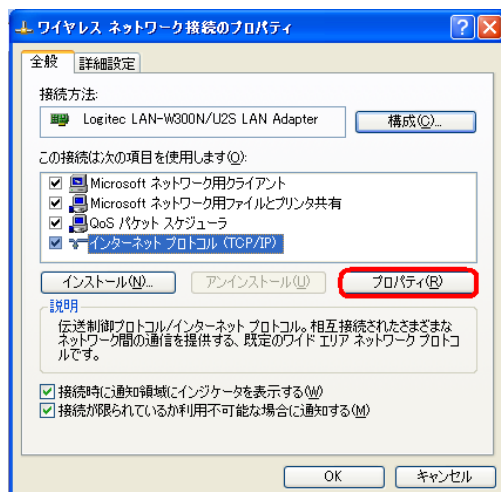 ワイヤレス ネットワーク接続のプロパティ
全般 詳細設定
接続方法:
Logitec LAN-W300N/U2S LAN Adapter 構成(C)...
この接続は次の項目を使用します(O):
Microsoft ネットワーク用クライアント
Microsoft ネットワーク用ファイルとプリンタ共有
QoS パケット スケジューラ
インターネット プロトコル (TCP/IP)
インストール(N)... アンインストール(U) プロパティ(R)
説明
伝送制御プロトコル/インターネット プロトコル。相互接続されたさまざまな
ネットワーク間の通信を提供する、既定のワイド エリア ネットワーク プロトコ
ルです。
接続時に通知領域にインジケータを表示する(W)
接続が限られているか利用不可能な場合に通知する(M)
OK キャンセル